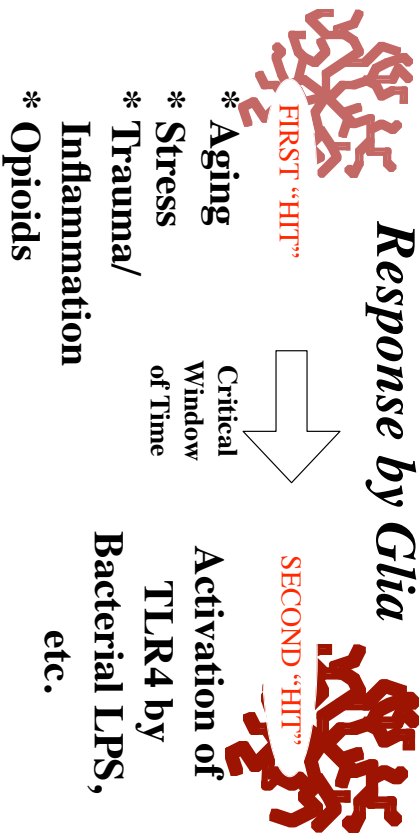 Response by Glia
FIRST “HIT”
* Aging
* Stress
* Trauma/
Inflammation
* Opioids
Critical
Window
of Time
SECOND “HIT”
Activation of
TLR4 by
Bacterial LPS,
etc.